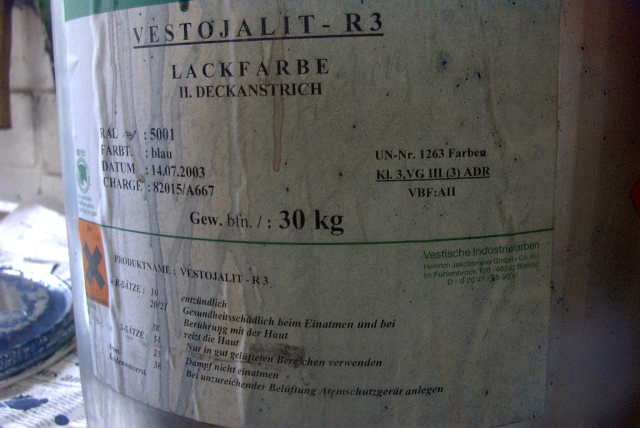 VESTOJALIT - R 3
LACKFARBE
II. DECKANSTRICH
RAL : 5001
FARBT. : blau
DATUM : 14.07.2003
CHARGE : 82015/A667
UN-Nr. 1263 Farben
Kl. 3,VG III (3) ADR
VBF:AII
Gew. bfn. / : 30 kg
Vestische Industriefarben
PRODUKTNAME : VESTOJALIT - R 3
R-SÄTZE : 10 entzündlich
20/21 Gesundheitsschädlich beim Einatmen und bei
Berührung mit der Haut
38 reizt die Haut
S-SÄTZE : 51 Nur in gut gelüfteten verwenden
23 Dampf nicht einatmen
38 Bei unzureichender Belüftung Atemschutzgerät anlegen